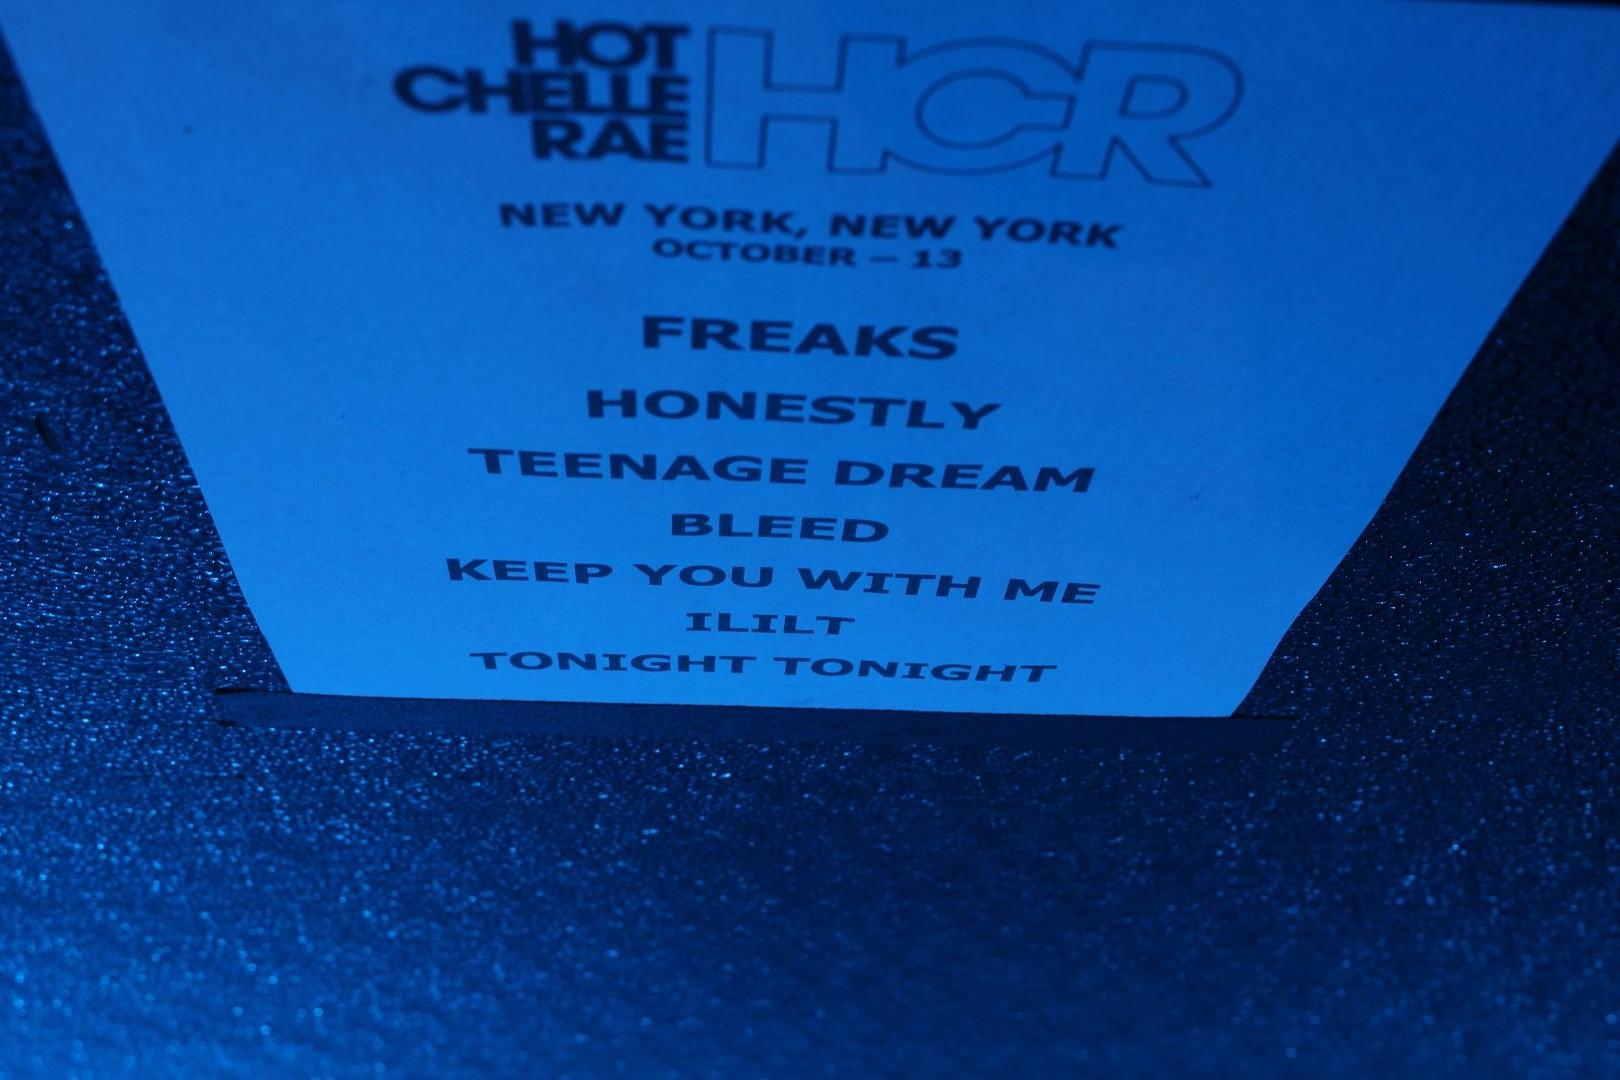 HOT
CHELLE
RAE
HCR
NEW YORK, NEW YORK
OCTOBER – 13
FREAKS
HONESTLY
TEENAGE DREAM
BLEED
KEEP YOU WITH ME
ILILT
TONIGHT TONIGHT